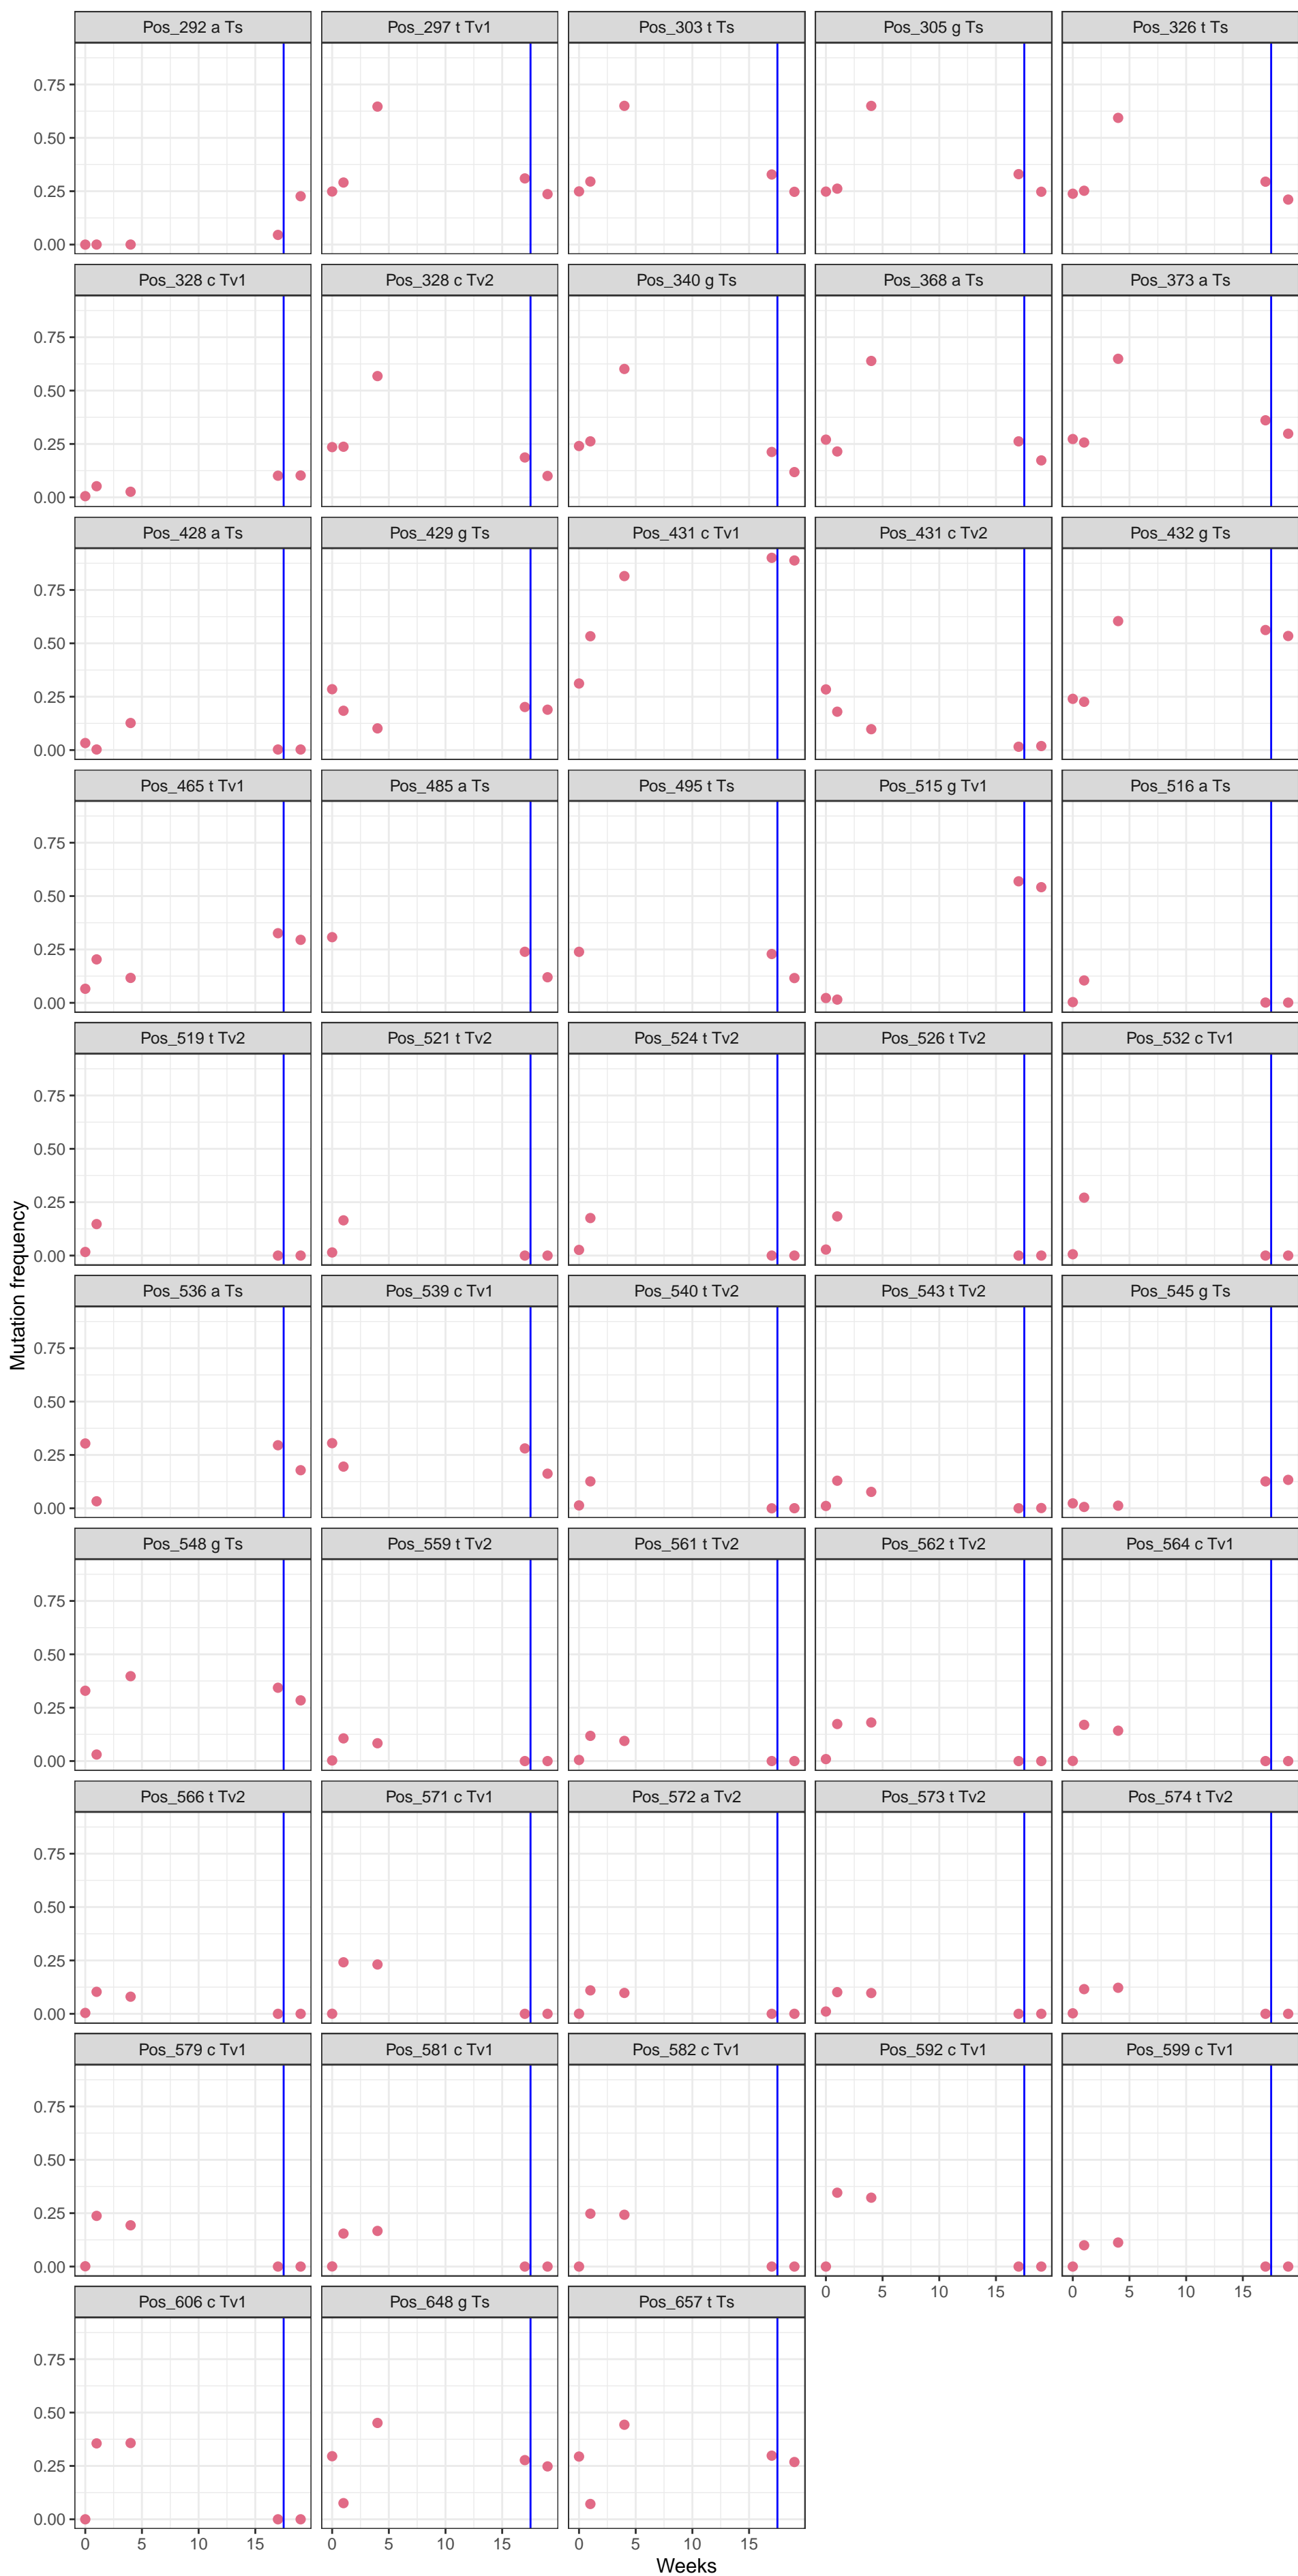 Pos_292 a Ts Pos_297 t Tv1 Pos_303 t Ts Pos_305 g Ts Pos_326 t Ts
0.75
0.50
0.25
0.00
Pos_328 c Tv1 Pos_328 c Tv2 Pos_340 g Ts Pos_368 a Ts Pos_373 a Ts
0.75
0.50
0.25
0.00
Pos_428 a Ts Pos_429 g Ts Pos_431 c Tv1 Pos_431 c Tv2 Pos_432 g Ts
0.75
0.50
0.25
0.00
Pos_465 t Tv1 Pos_485 a Ts Pos_495 t Ts Pos_515 g Tv1 Pos_516 a Ts
0.75
0.50
0.25
0.00
Pos_519 t Tv2 Pos_521 t Tv2 Pos_524 t Tv2 Pos_526 t Tv2 Pos_532 c Tv1
0.75
0.50
0.25
0.00
Mutation frequency
Pos_536 a Ts Pos_539 c Tv1 Pos_540 t Tv2 Pos_543 t Tv2 Pos_545 g Ts
0.75
0.50
0.25
0.00
Pos_548 g Ts Pos_559 t Tv2 Pos_561 t Tv2 Pos_562 t Tv2 Pos_564 c Tv1
0.75
0.50
0.25
0.00
Pos_566 t Tv2 Pos_571 c Tv1 Pos_572 a Tv2 Pos_573 t Tv2 Pos_574 t Tv2
0.75
0.50
0.25
0.00
Pos_579 c Tv1 Pos_581 c Tv1 Pos_582 c Tv1 Pos_592 c Tv1 Pos_599 c Tv1
0.75
0.50
0.25
0.00
0 5 10 15 0 5 10 15
Pos_606 c Tv1 Pos_648 g Ts Pos_657 t Ts
0.75
0.50
0.25
0.00
0 5 10 15 0 5 10 15 0 5 10 15
Weeks